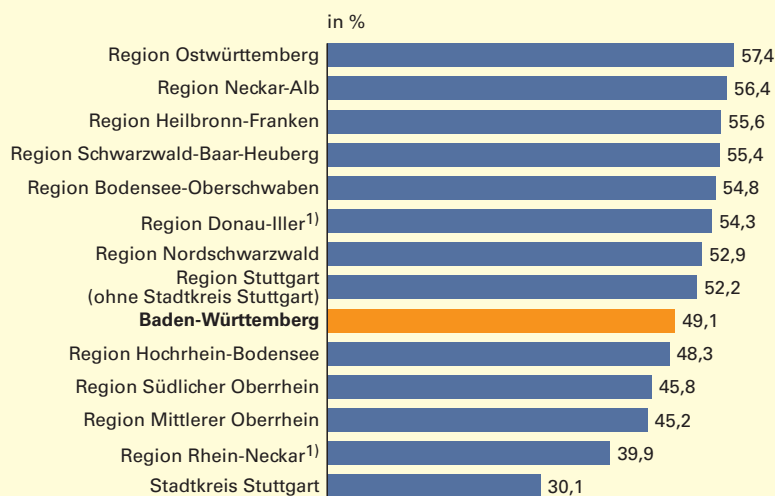 in %
Region Ostwürttemberg 57,4
Region Neckar-Alb 56,4
Region Heilbronn-Franken 55,6
Region Schwarzwald-Baar-Heuberg 55,4
Region Bodensee-Oberschwaben 54,8
Region Donau-Iller1) 54,3
Region Nordschwarzwald 52,9
Region Stuttgart
(ohne Stadtkreis Stuttgart) 52,2
Baden-Württemberg 49,1
Region Hochrhein-Bodensee 48,3
Region Südlicher Oberrhein 45,8
Region Mittlerer Oberrhein 45,2
Region Rhein-Neckar1) 39,9
Stadtkreis Stuttgart 30,1